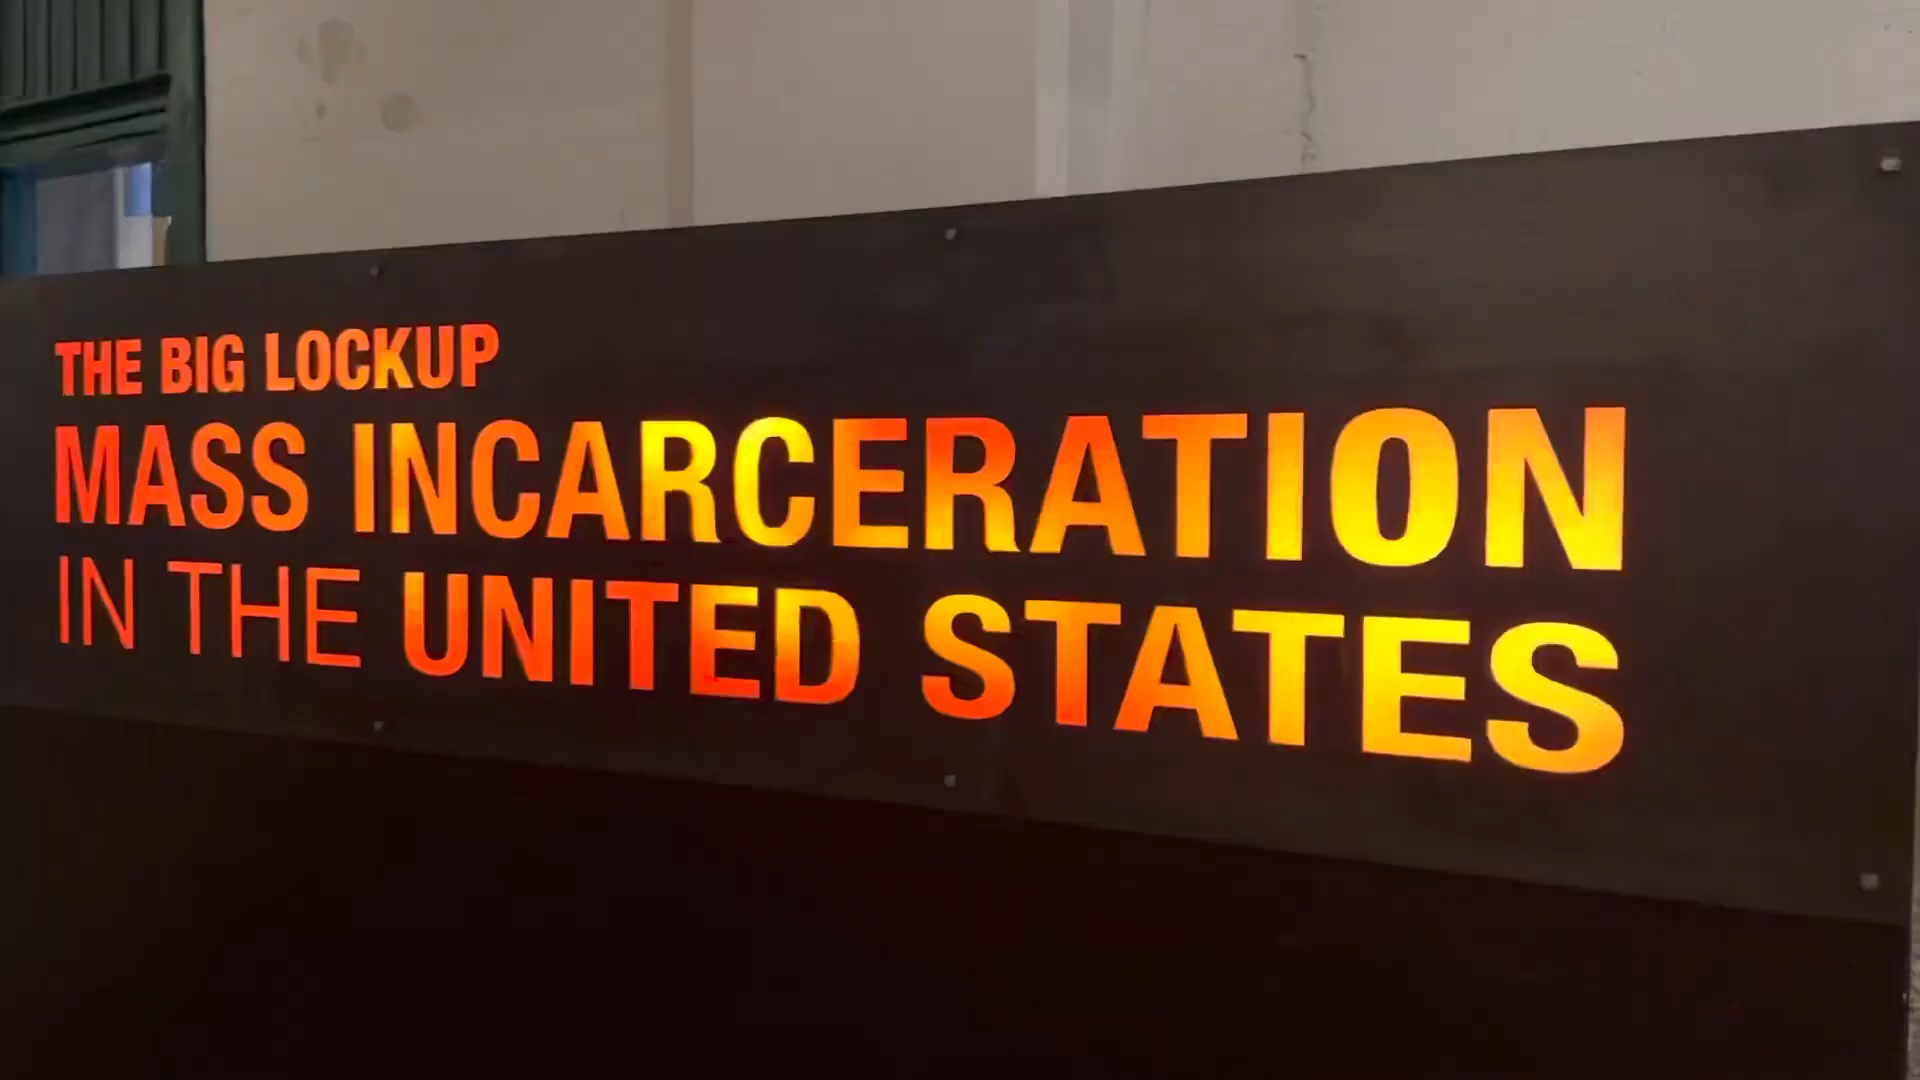 THE BIG LOCKUP
MASS INCARCERATION
IN THE UNITED STATES